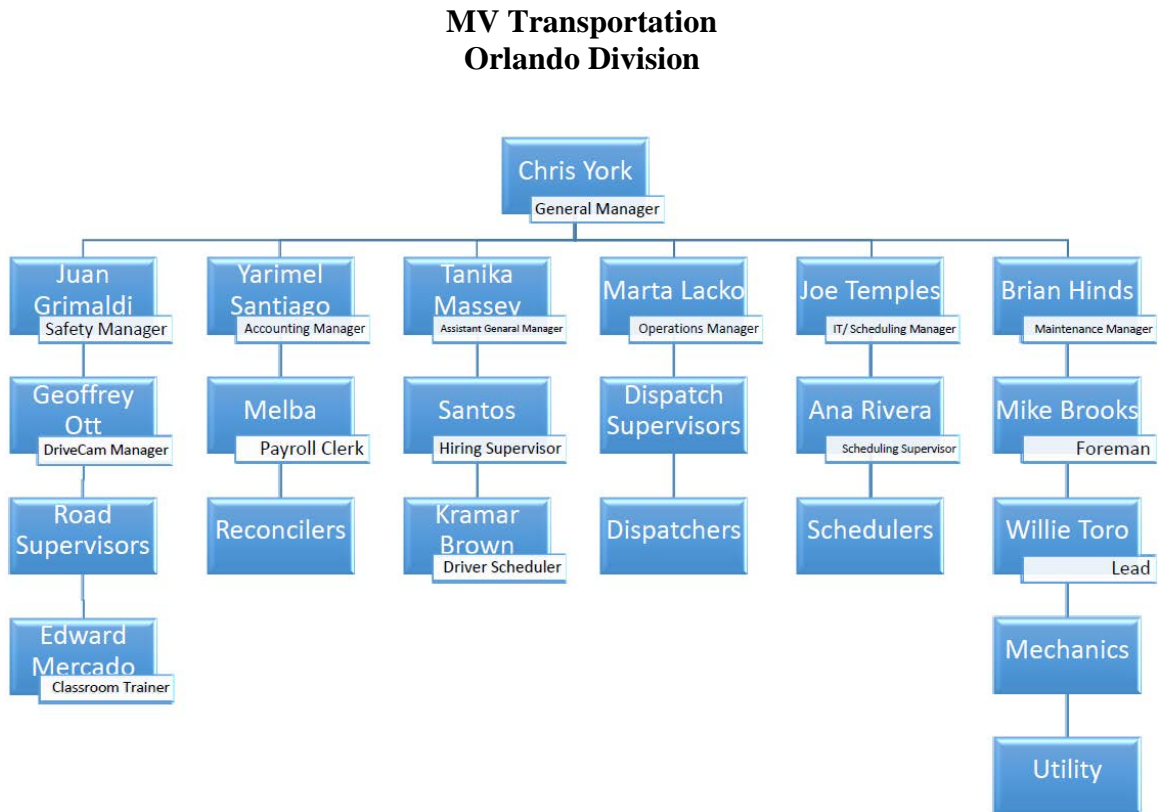 MV Transportation
Orlando Division
Chris York
General Manager
Juan
Grimaldi
Safety Manager
Yarimel
Santiago
Accounting Manager
Tanika
Massey
Assistant Genaral Manager
Marta Lacko
Operations Manager
Joe Temples
IT/ Scheduling Manager
Brian Hinds
Maintenance Manager
Geoffrey
Ott
DriveCam Manager
Melba
Payroll Clerk
Santos
Hiring Supervisor
Dispatch
Supervisors
Ana Rivera
Scheduling Supervisor
Mike Brooks
Foreman
Road
Supervisors
Reconcilers
Kramar
Brown
Driver Scheduler
Dispatchers
Schedulers
Willie Toro
Lead
Edward
Mercado
Classroom Trainer
Mechanics
Utility